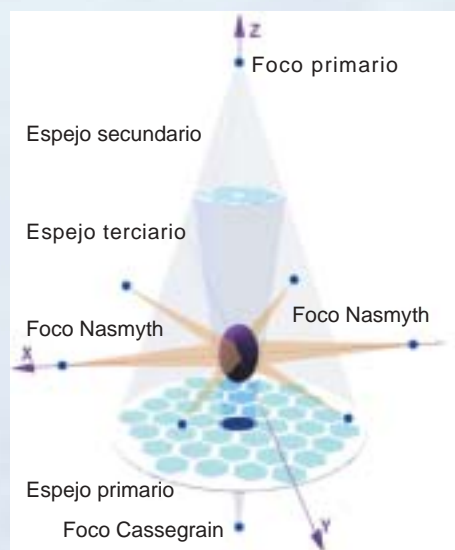 Z
Foco primario
Espejo secundario
Espejo terciario
Foco Nasmyth
Foco Nasmyth
X
Espejo primario
Foco Cassegrain
Y